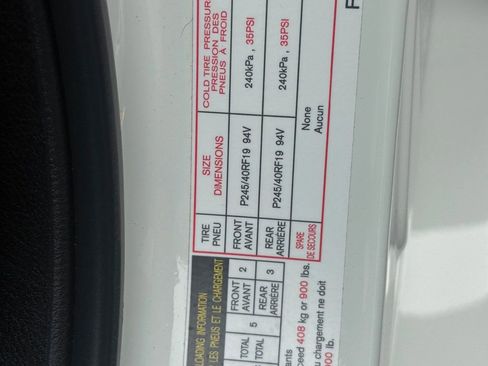 LOADING INFORMATION
LES PNEUS ET LE CHARGEMENT
TOTAL 5 FRONT AVANT 2
TOTAL REAR ARRIÈRE 3
TIRE PNEU
SIZE DIMENSIONS
COLD TIRE PRESSURE
PRESSION DES
PNEUS À FROID
FRONT AVANT
P245/40RF19 94V
240kPa , 35PSI
REAR ARRIÈRE
P245/40RF19 94V
240kPa , 35PSI
SPARE
DE SECOURS
None
Aucun
408 kg or 900 lbs.
chargement ne doit
lb.